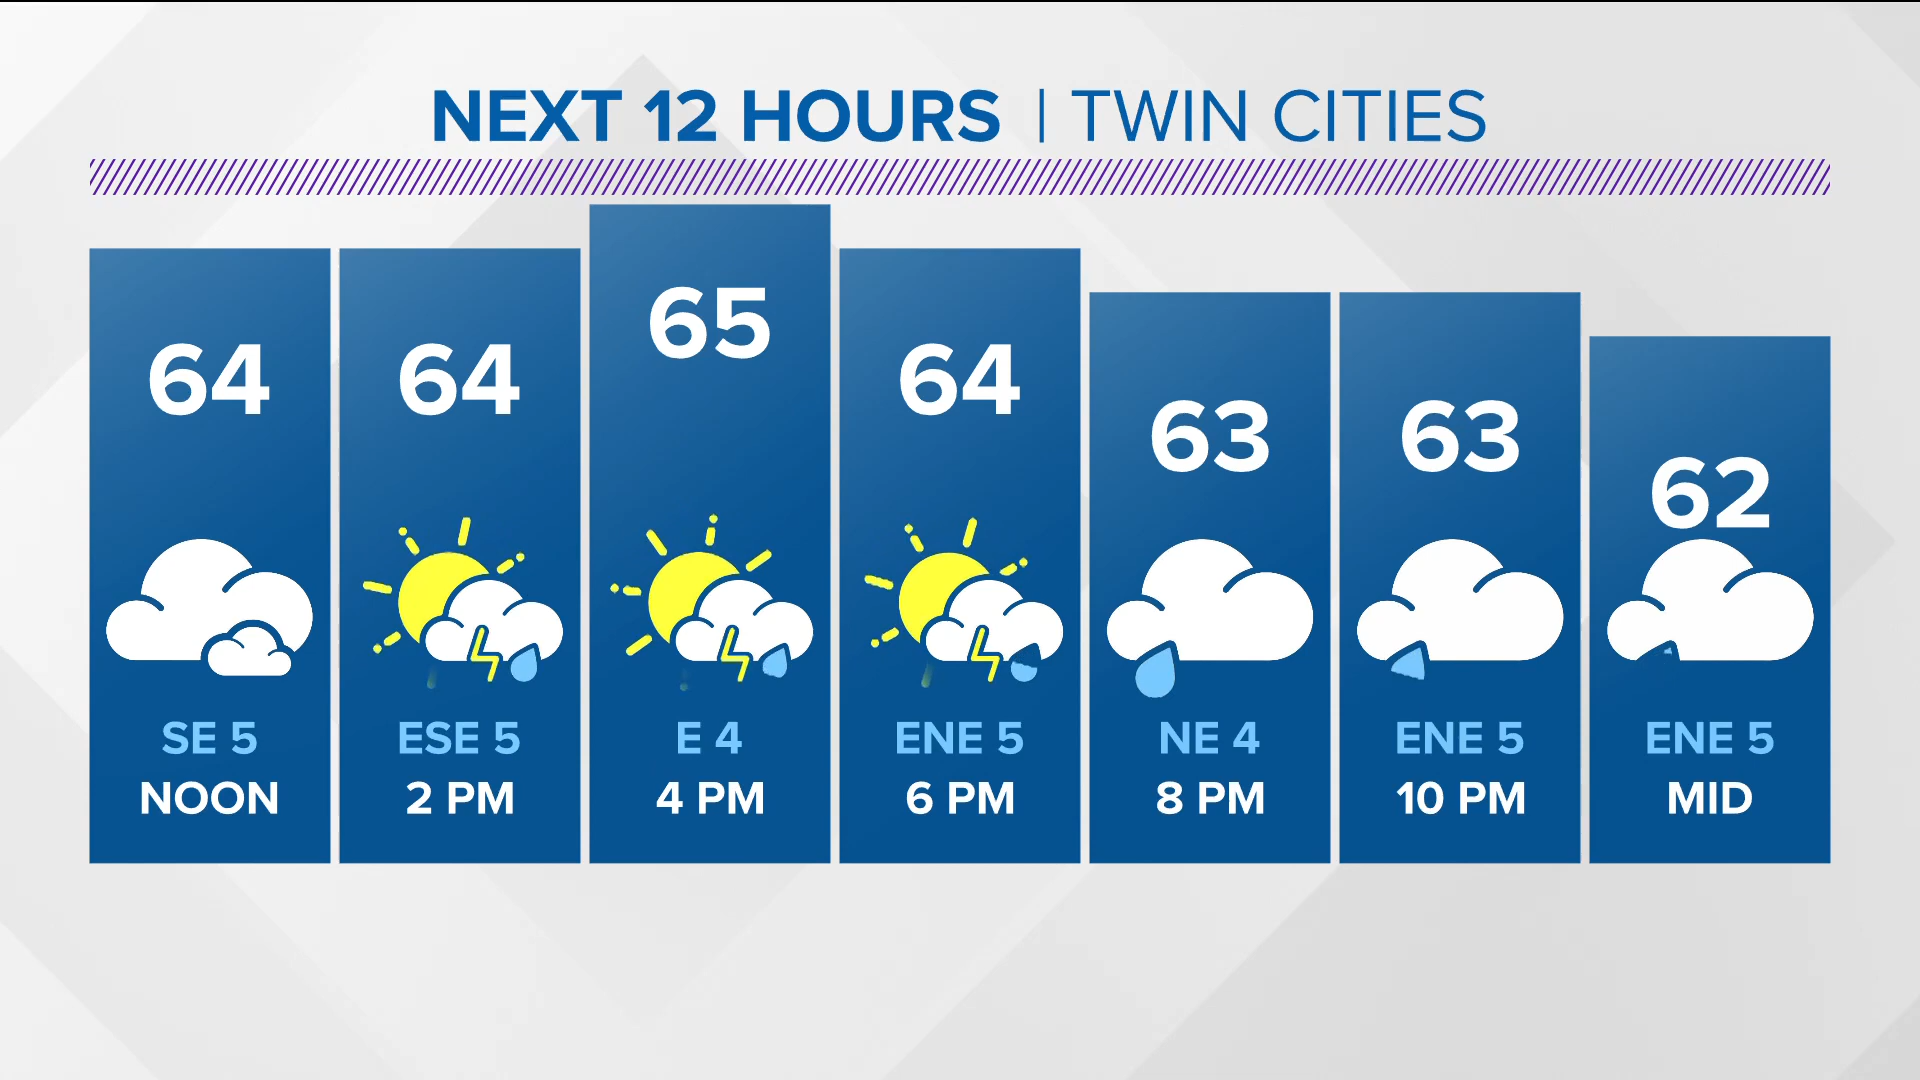 NEXT 12 HOURS | TWIN CITIES
64
SE 5
NOON
64
ESE 5
2 PM
65
E 4
4 PM
64
ENE 5
6 PM
63
NE 4
8 PM
63
ENE 5
10 PM
62
ENE 5
MID